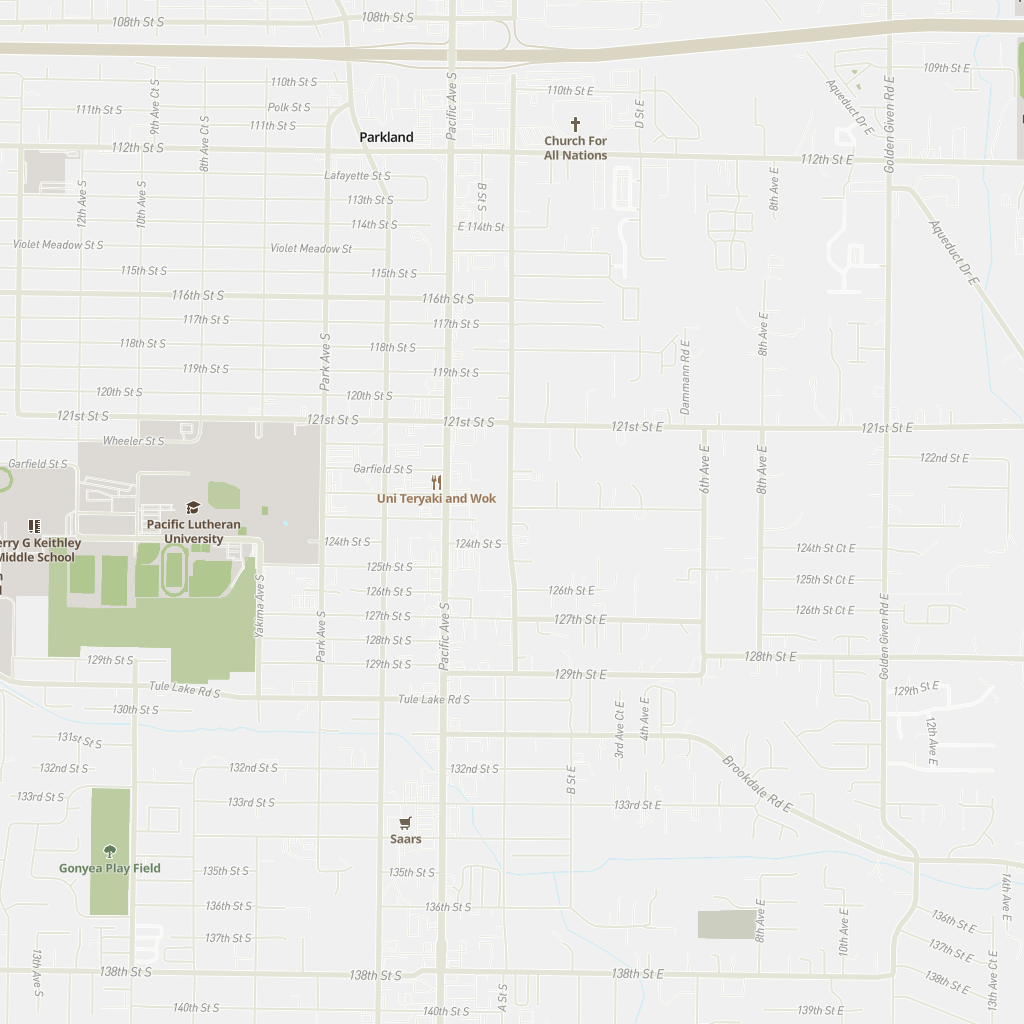 108th St S
108th St S
Pacific Ave S
109th St E
110th St S
110th St E
9th Ave Ct S
Polk St S
111th St S
111th St S
8th Ave Ct S
D St E
Aqueduct Dr E
Golden Given Rd E
Parkland
Church For
All Nations
112th St S
112th St E
Lafayette St S
8th Ave E
12th Ave S
10th Ave S
113th St S
B St S
114th St S
E 114th St
Violet Meadow St S
Violet Meadow St
Aqueduct Dr E
115th St S
115th St S
116th St S
116th St S
117th St S
117th St S
8th Ave E
118th St S
118th St S
Park Ave S
Dammann Rd E
119th St S
119th St S
120th St S
120th St S
121st St S
121st St S
121st St S
121st St E
121st St E
Wheeler St S
Garfield St S
Garfield St S
122nd St E
6th Ave E
8th Ave E
Uni Teryaki and Wok
Pacific Lutheran
University
erry G Keithley
Middle School
124th St S
124th St S
124th St Ct E
125th St S
125th St Ct E
Yakima Ave S
126th St S
126th St E
126th St Ct E
Golden Given Rd E
Park Ave S
127th St S
127th St E
Pacific Ave S
128th St S
128th St E
129th St S
129th St S
129th St E
129th St E
Tule Lake Rd S
Tule Lake Rd S
130th St S
3rd Ave Ct E
4th Ave E
12th Ave E
131st St S
132nd St S
132nd St S
132nd St S
B St E
Brookdale Rd E
133rd St S
133rd St S
133rd St E
Saars
Gonyea Play Field
135th St S
135th St S
14th Ave E
136th St S
136th St S
8th Ave E
10th Ave E
136th St E
137th St S
137th St E
13th Ave S
138th St S
138th St S
138th St E
138th St E
13th Ave Ct E
A St S
140th St S
140th St S
139th St E